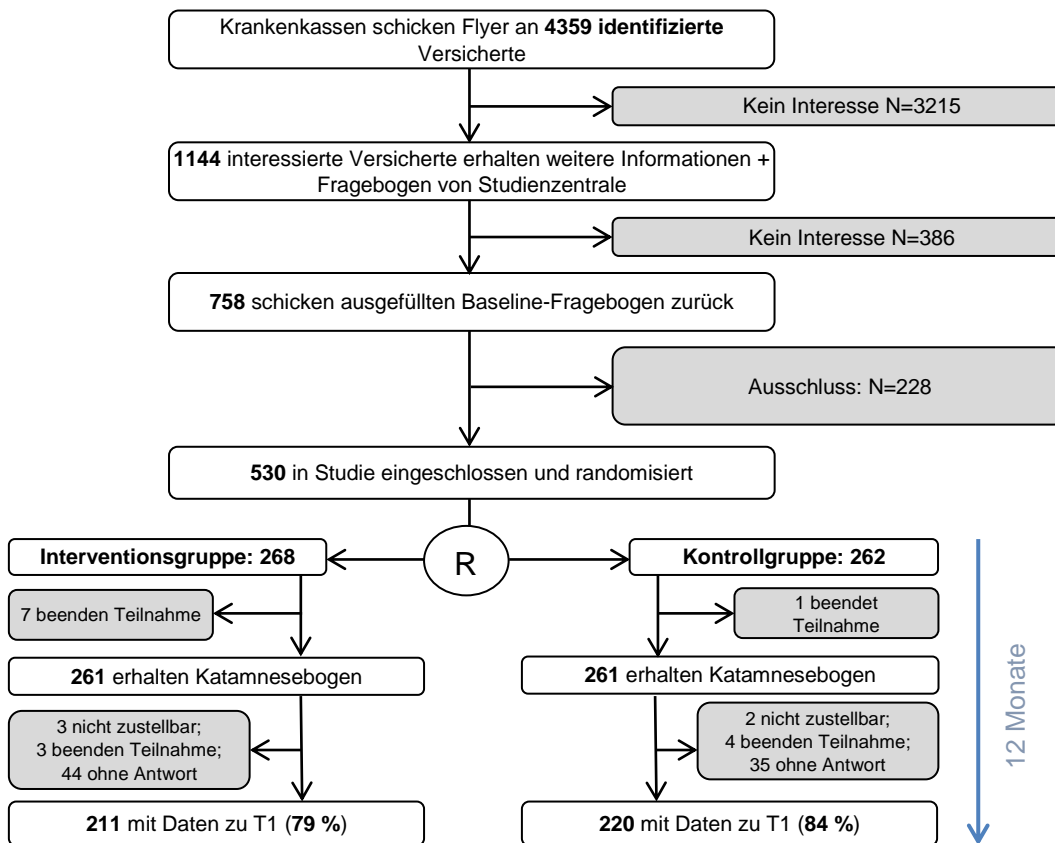 Krankenkassen schicken Flyer an 4359 identifizierte
Versicherte
Kein Interesse N=3215
1144 interessierte Versicherte erhalten weitere Informationen +
Fragebogen von Studienzentrale
Kein Interesse N=386
758 schicken ausgefüllten Baseline-Fragebogen zurück
Ausschluss: N=228
530 in Studie eingeschlossen und randomisiert
R
Interventionsgruppe: 268
Kontrollgruppe: 262
7 beenden Teilnahme
1 beendet
Teilnahme
261 erhalten Katamnesebogen
261 erhalten Katamnesebogen
3 nicht zustellbar;
3 beenden Teilnahme;
44 ohne Antwort
2 nicht zustellbar;
4 beenden Teilnahme;
35 ohne Antwort
211 mit Daten zu T1 (79 %)
220 mit Daten zu T1 (84 %)
12 Monate